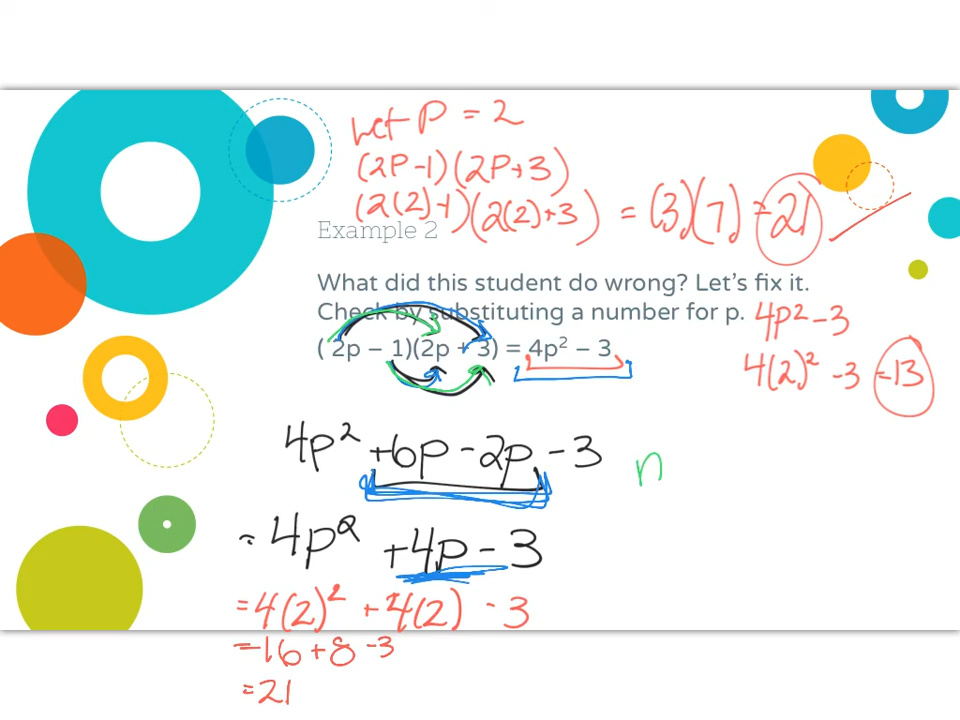 Let P = 2
(2P-1)(2P+3)
(2(2)-1)(2(2)+3) = (3)(7) = 21
Example 2
What did this student do wrong? Let’s fix it.
Check by substituting a number for p.
4p² - 3
( 2p – 1)(2p + 3) = 4p² – 3
4(2)² - 3 = 13
4p² +6p -2p -3
n
= 4p² +4p - 3
= 4(2)² + 4(2) - 3
= 16 + 8 - 3
= 21